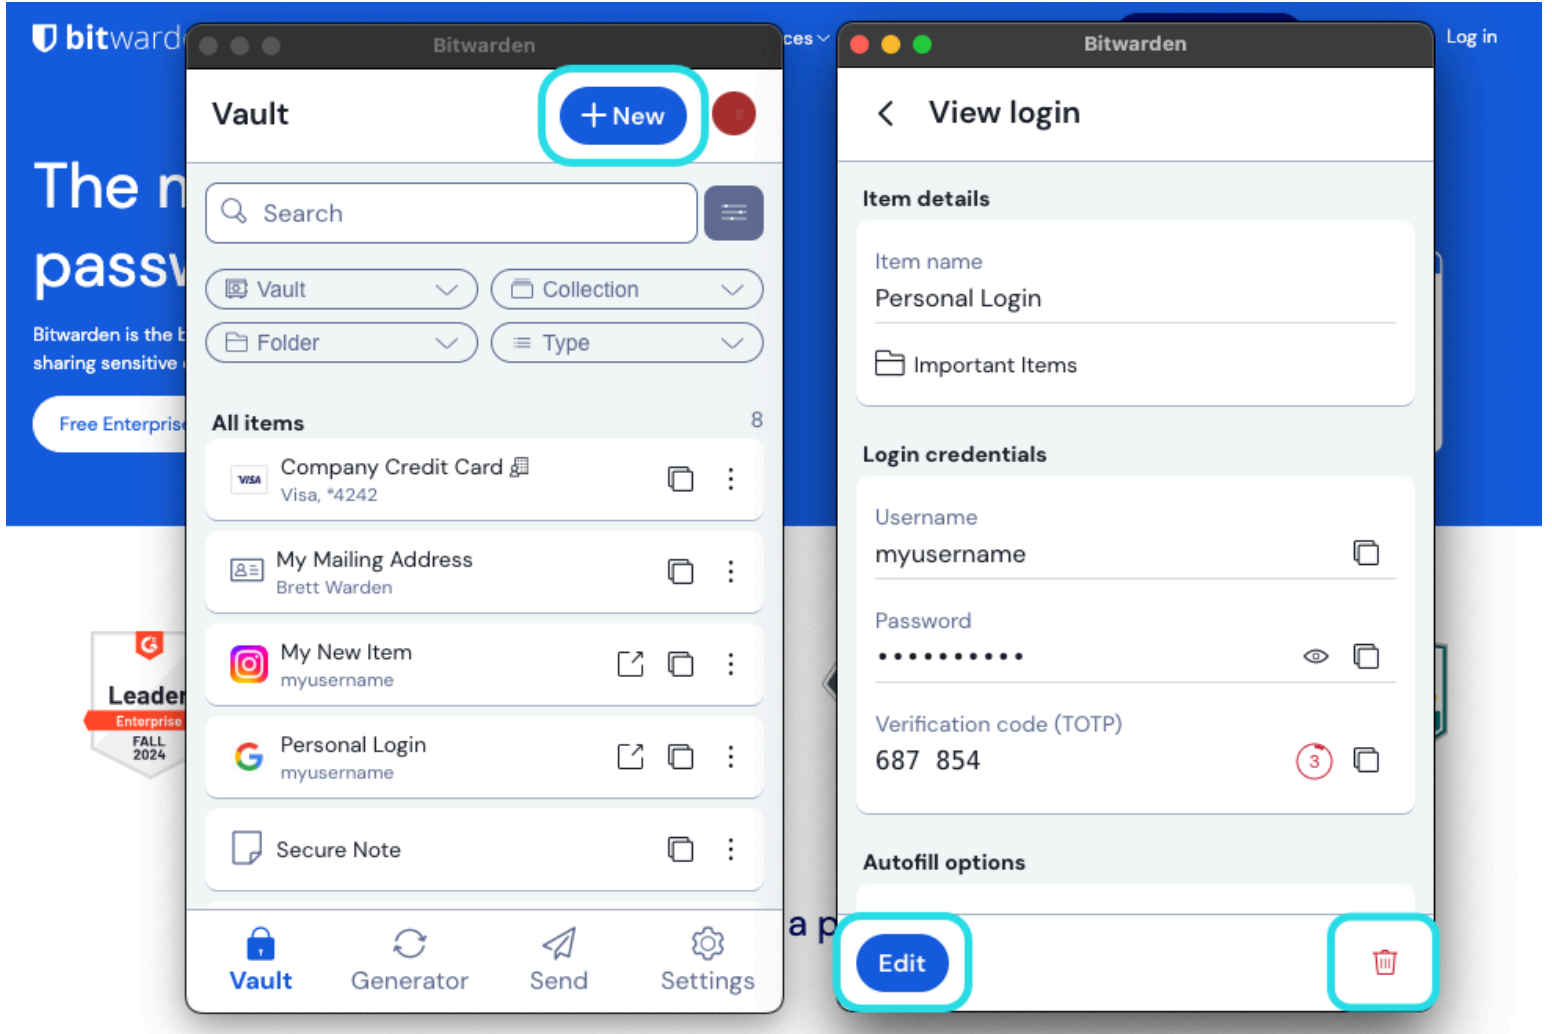 bitward
ces
Log in
The m
passw
Bitwarden is the b
sharing sensitive
Free Enterprise
Leader
Enterprise
FALL
2024
a p
Bitwarden
Vault
+ New
Search
Vault
Collection
Folder
Type
All items
8
VISA
Company Credit Card
Visa, *4242
My Mailing Address
Brett Warden
My New Item
myusername
Personal Login
myusername
Secure Note
Vault
Generator
Send
Settings
Bitwarden
View login
Item details
Item name
Personal Login
Important Items
Login credentials
Username
myusername
Password
••••••••••
Verification code (TOTP)
687 854
3
Autofill options
Edit